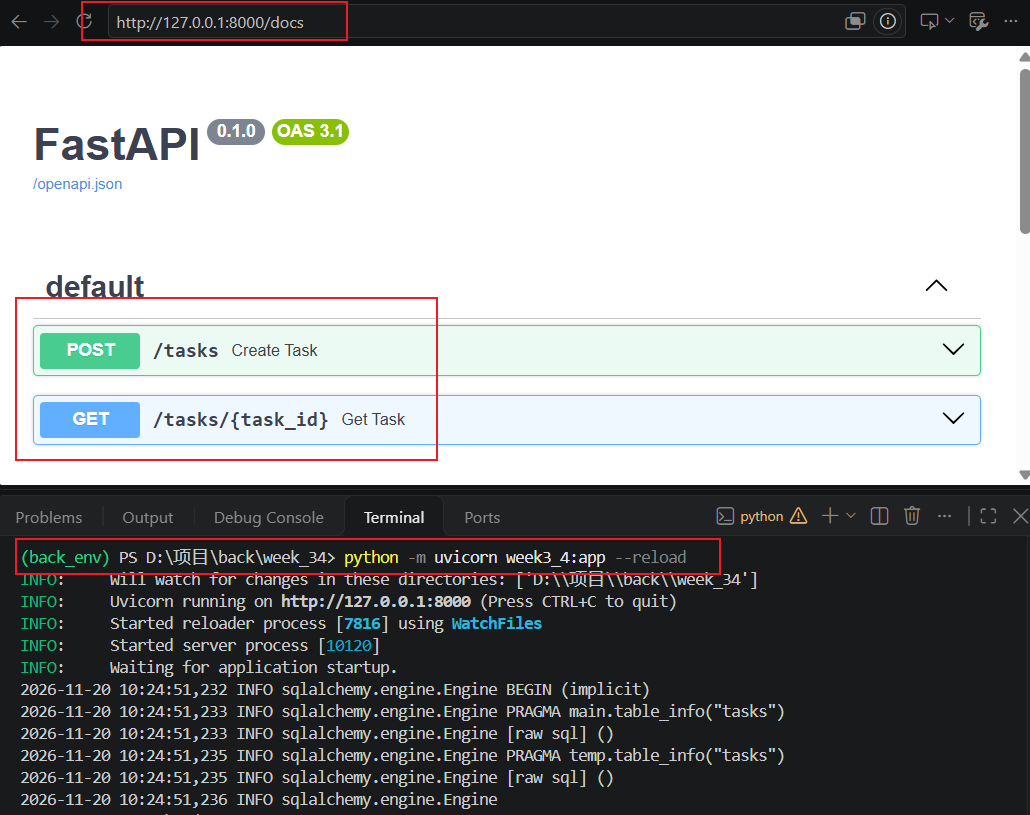 http://127.0.0.1:8000/docs
FastAPI 0.1.0 OAS 3.1
/openapi.json
default
POST /tasks Create Task
GET /tasks/{task_id} Get Task
Problems Output Debug Console Terminal Ports python
(back_env) PS D:\项目\back\week_34> python -m uvicorn week3_4:app --reload
INFO: Will watch for changes in these directories: ['D:\\项目\\back\\week_34']
INFO: Uvicorn running on http://127.0.0.1:8000 (Press CTRL+C to quit)
INFO: Started reloader process [7816] using WatchFiles
INFO: Started server process [10120]
INFO: Waiting for application startup.
2026-11-20 10:24:51,232 INFO sqlalchemy.engine.Engine BEGIN (implicit)
2026-11-20 10:24:51,233 INFO sqlalchemy.engine.Engine PRAGMA main.table_info("tasks")
2026-11-20 10:24:51,233 INFO sqlalchemy.engine.Engine [raw sql] ()
2026-11-20 10:24:51,235 INFO sqlalchemy.engine.Engine PRAGMA temp.table_info("tasks")
2026-11-20 10:24:51,235 INFO sqlalchemy.engine.Engine [raw sql] ()
2026-11-20 10:24:51,236 INFO sqlalchemy.engine.Engine